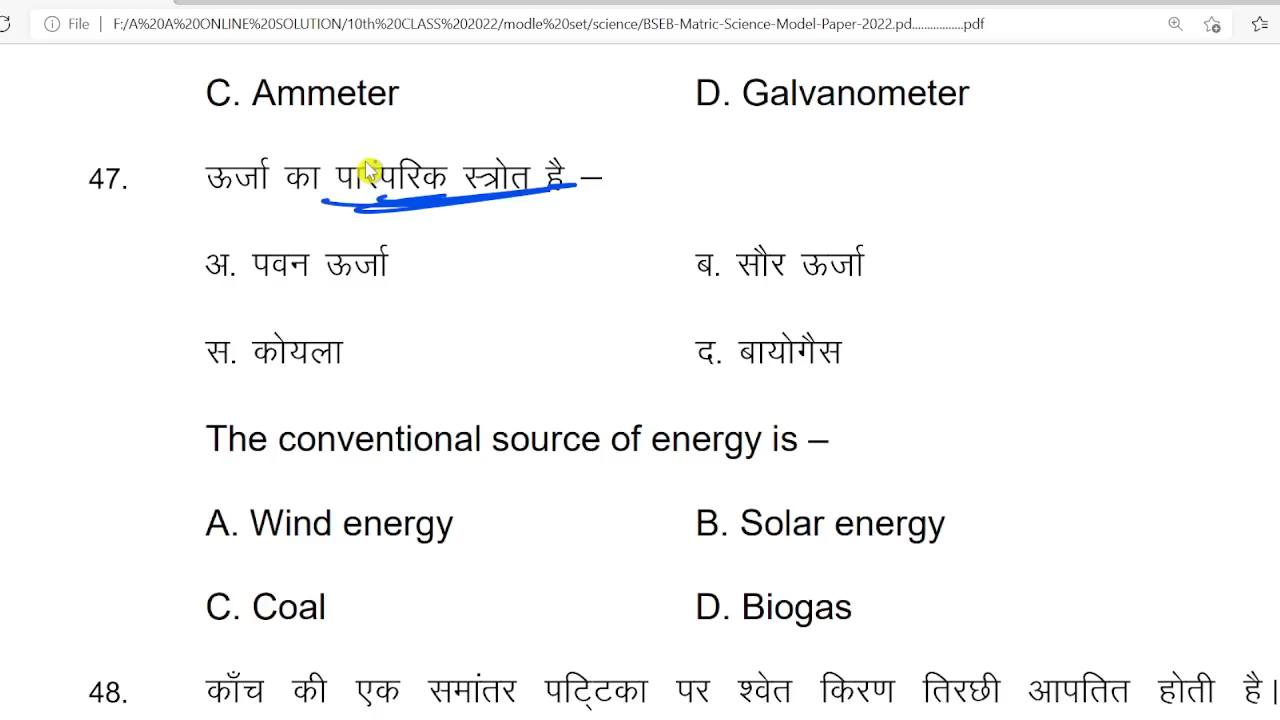 File | F:/A%20A%20ONLINE%20SOLUTION/10th%20CLASS%202022/modle%20set/science/BSEB-Matric-Science-Model-Paper-2022.pd.................pdf
C. Ammeter D. Galvanometer
47. ऊर्जा का पारंपरिक स्त्रोत है –
अ. पवन ऊर्जा ब. सौर ऊर्जा
स. कोयला द. बायोगैस
The conventional source of energy is –
A. Wind energy B. Solar energy
C. Coal D. Biogas
48. काँच की एक समांतर पट्टिका पर श्वेत किरण तिरछी आपतित होती है।